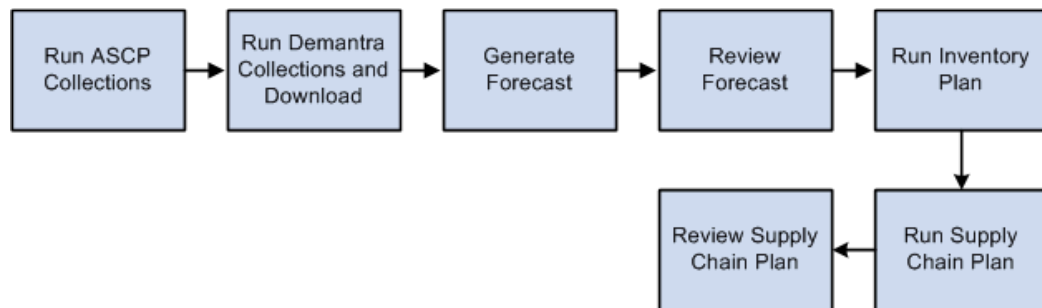 Run ASCP
Collections
Run Demantra
Collections and
Download
Generate
Forecast
Review
Forecast
Run Inventory
Plan
Review Supply
Chain Plan
Run Supply
Chain Plan